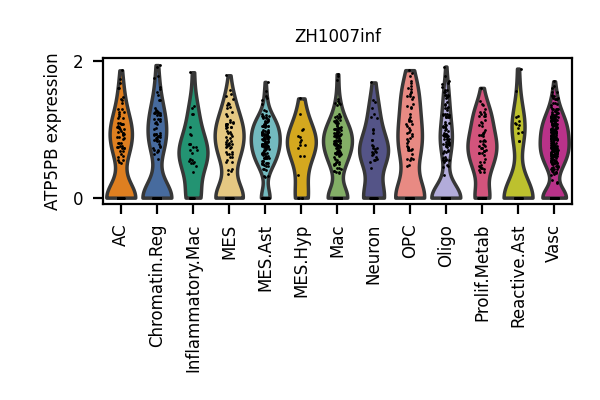 ZH1007inf
ATP5PB expression
2
0
AC
Chromatin.Reg
Inflammatory.Mac
MES
MES.Ast
MES.Hyp
Mac
Neuron
OPC
Oligo
Prolif.Metab
Reactive.Ast
Vasc